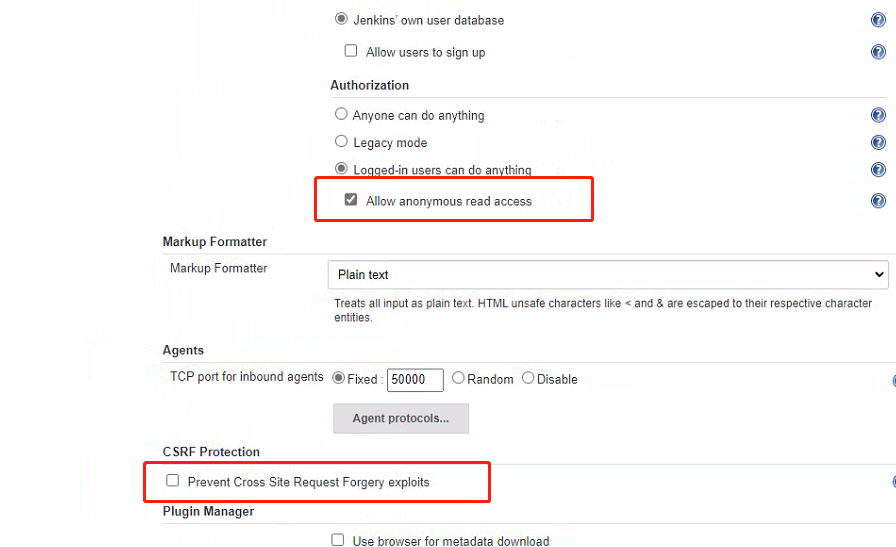 Jenkins' own user database
Allow users to sign up
Authorization
Anyone can do anything
Legacy mode
Logged-in users can do anything
Allow anonymous read access
Markup Formatter
Markup Formatter
Plain text
Treats all input as plain text. HTML unsafe characters like < and & are escaped to their respective character
entities.
Agents
TCP port for inbound agents Fixed : 50000 Random Disable
Agent protocols...
CSRF Protection
Prevent Cross Site Request Forgery exploits
Plugin Manager
Use browser for metadata download